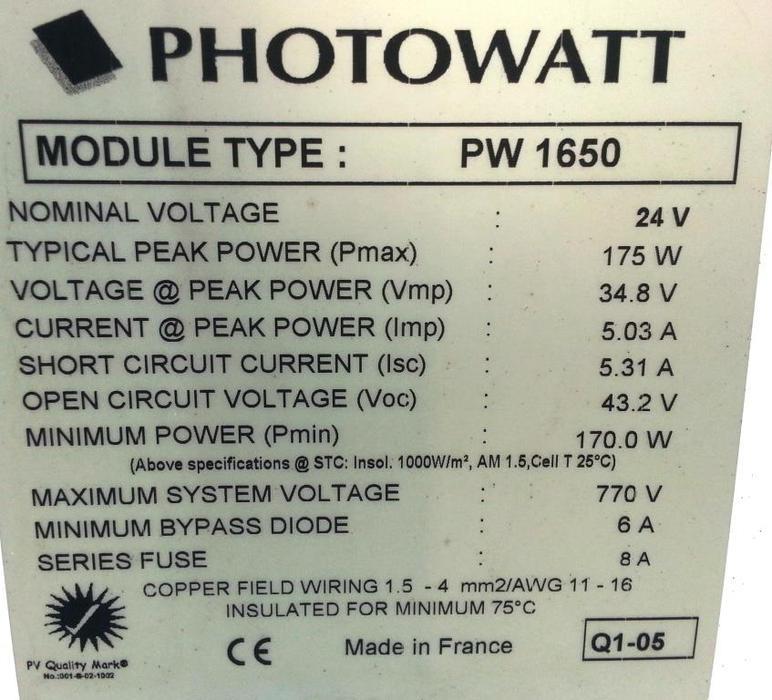 PHOTOWATT
MODULE TYPE : PW 1650
NOMINAL VOLTAGE : 24 V
TYPICAL PEAK POWER (Pmax) : 175 W
VOLTAGE @ PEAK POWER (Vmp) : 34.8 V
CURRENT @ PEAK POWER (Imp) : 5.03 A
SHORT CIRCUIT CURRENT (Isc) : 5.31 A
OPEN CIRCUIT VOLTAGE (Voc) : 43.2 V
MINIMUM POWER (Pmin) : 170.0 W
(Above specifications @ STC: Insol. 1000W/m², AM 1.5,Cell T 25°C)
MAXIMUM SYSTEM VOLTAGE : 770 V
MINIMUM BYPASS DIODE : 6 A
SERIES FUSE : 8 A
COPPER FIELD WIRING 1.5 - 4 mm2/AWG 11 - 16
INSULATED FOR MINIMUM 75°C
PV Quality Mark®
No.:001-B-02-1002
CE Made in France Q1-05